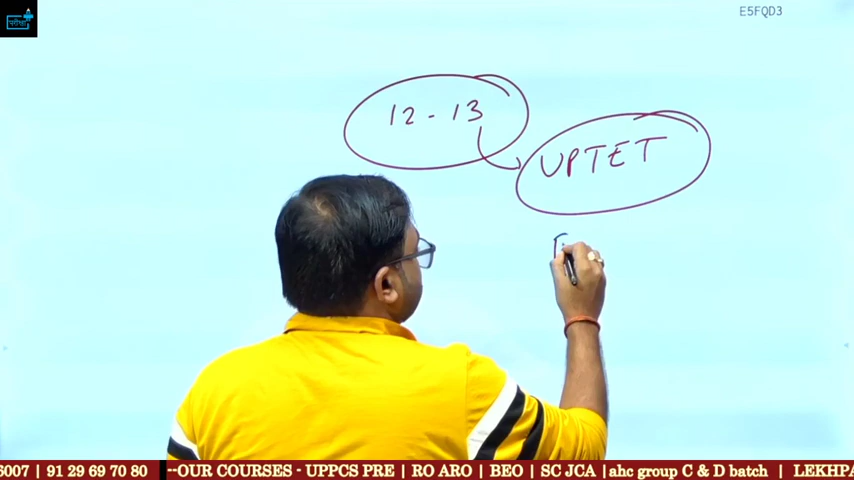 परीक्षा
E5FQD3
12-13
UPTET
6007 | 91 29 69 70 80 --OUR COURSES - UPPCS PRE | RO ARO | BEO | SC JCA |ahc group C & D batch | LEKHPA